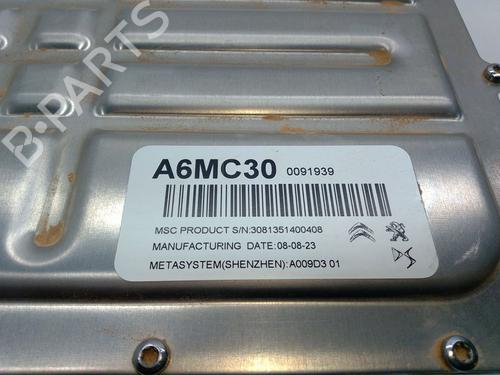 B-PARTS
A6MC30 0091939
MSC PRODUCT S/N:3081351400408
MANUFACTURING DATE:08-08-23
METASYSTEM(SHENZHEN):A009D3 01